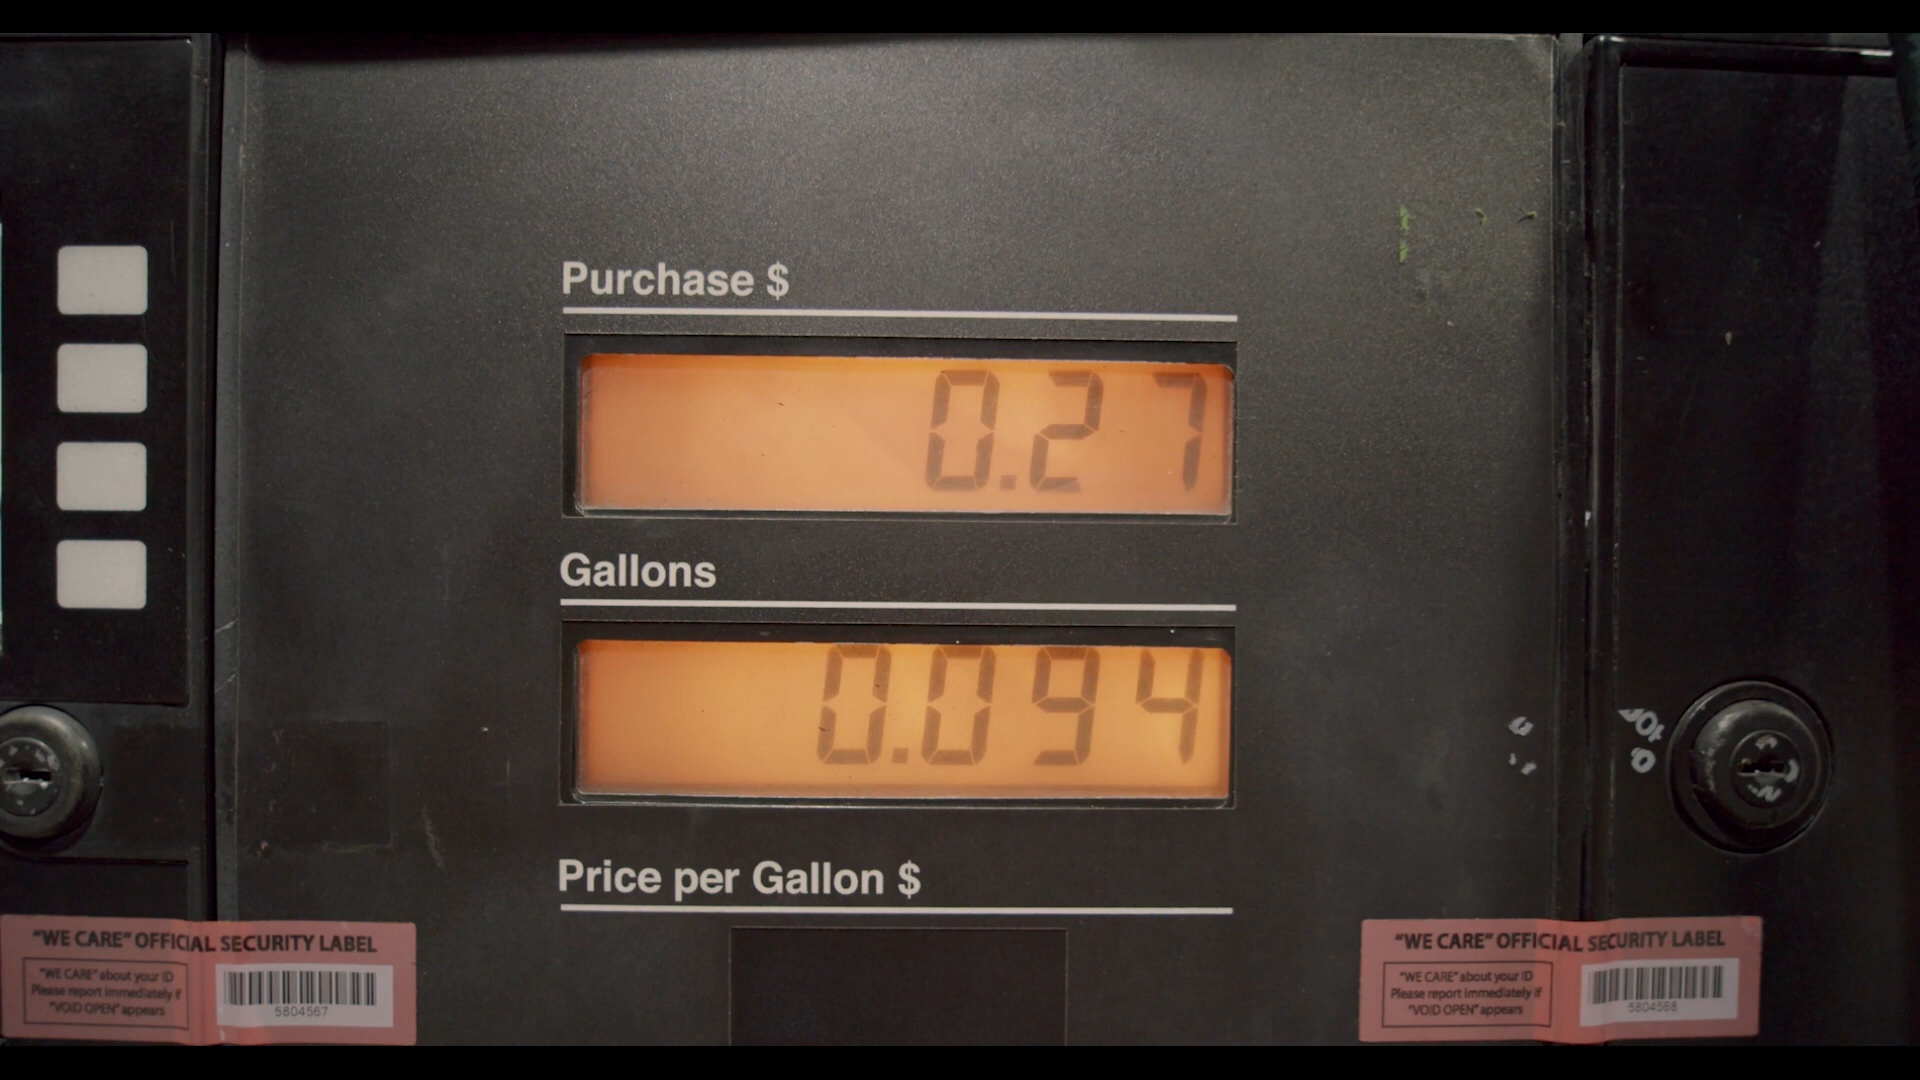 Purchase $
0.27
Gallons
0.094
Price per Gallon $
"WE CARE" OFFICIAL SECURITY LABEL
"WE CARE" about your ID
Please report immediately if
"VOID OPEN" appears
5804567
"WE CARE" OFFICIAL SECURITY LABEL
"WE CARE" about your ID
Please report immediately if
"VOID OPEN" appears
5804568